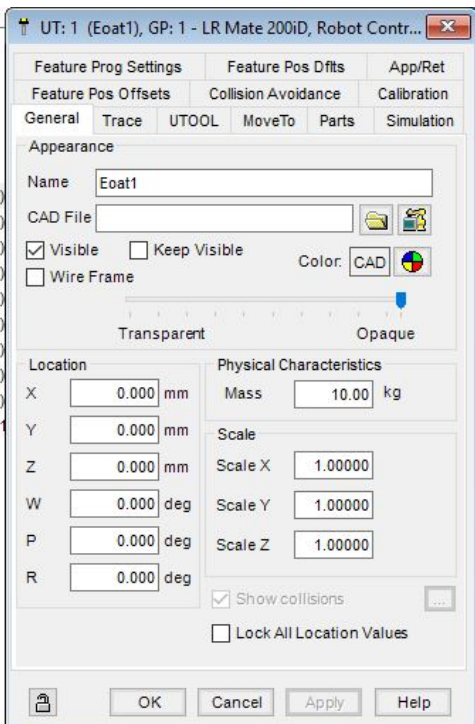 UT: 1 (Eoat1), GP: 1 - LR Mate 200iD, Robot Contr...
Feature Prog Settings Feature Pos Dflts App/Ret
Feature Pos Offsets Collision Avoidance Calibration
General Trace UTOOL MoveTo Parts Simulation
Appearance
Name Eoat1
CAD File
Visible Keep Visible Color: CAD
Wire Frame
Transparent Opaque
Location Physical Characteristics
X 0.000 mm Mass 10.00 kg
Y 0.000 mm Scale
Z 0.000 mm Scale X 1.00000
W 0.000 deg Scale Y 1.00000
P 0.000 deg Scale Z 1.00000
R 0.000 deg
Show collisions ...
Lock All Location Values
OK Cancel Apply Help